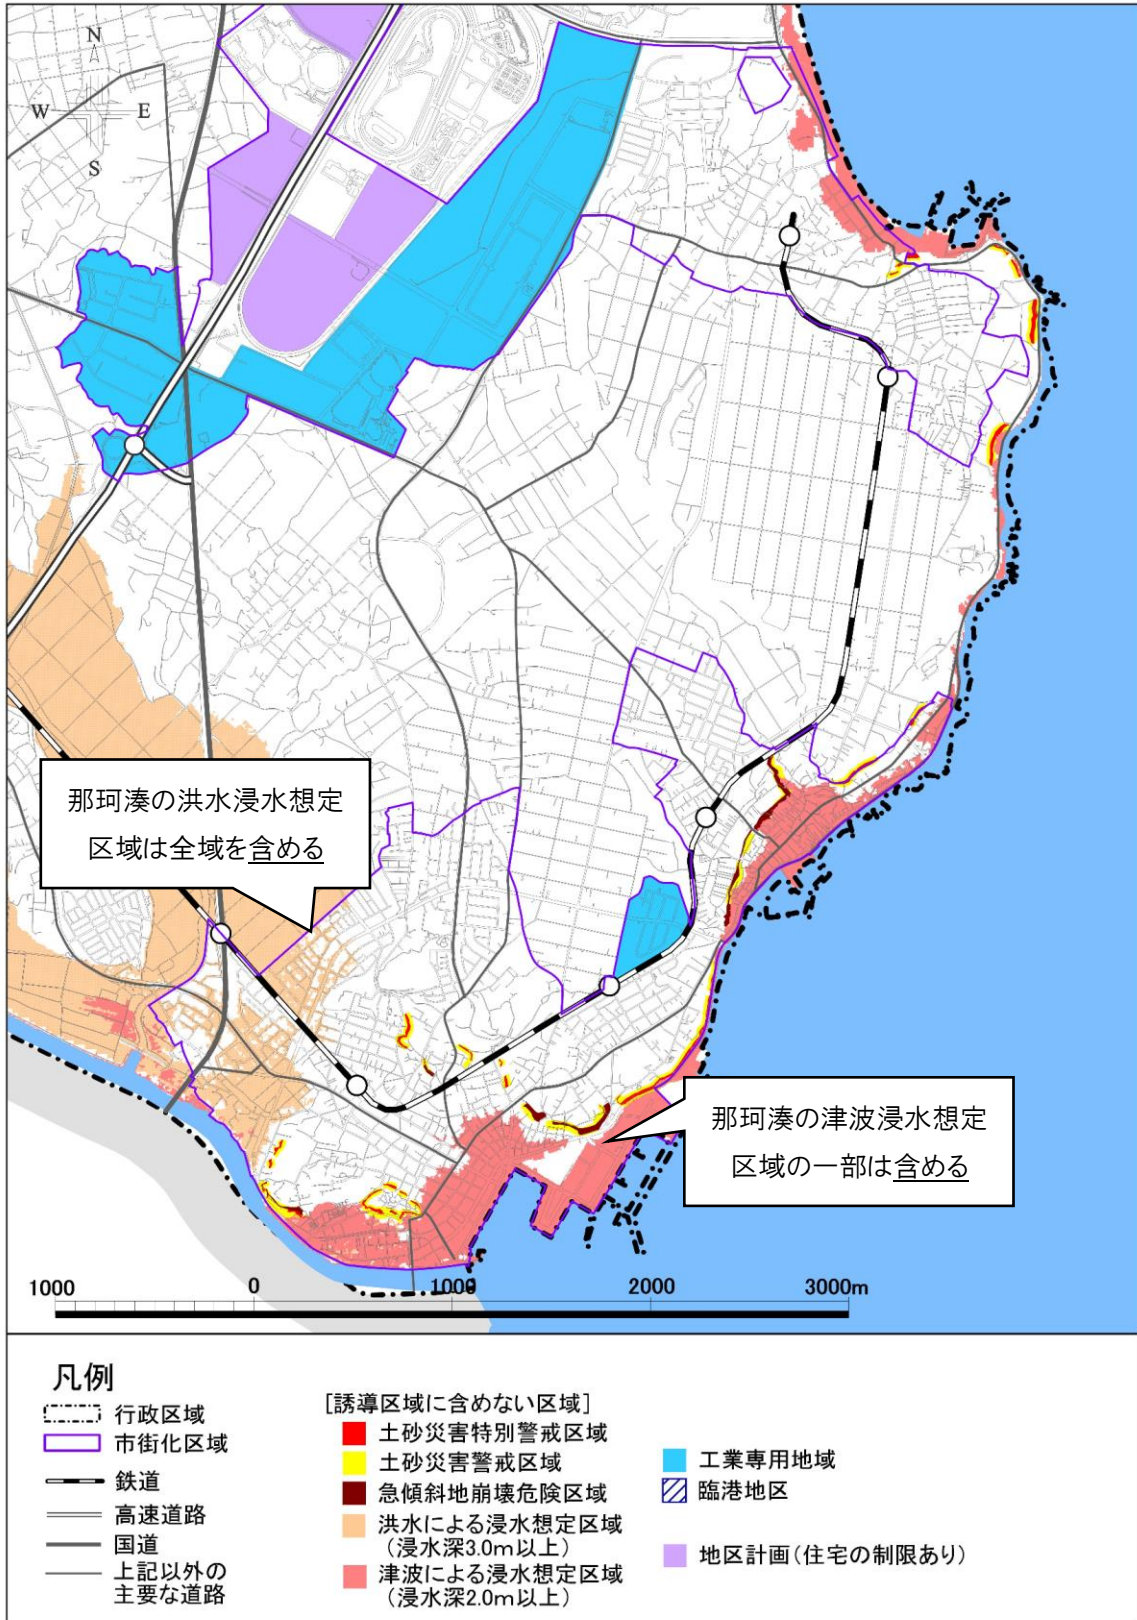 N
W E
S
那珂湊の洪水浸水想定
区域は全域を含める
那珂湊の津波浸水想定
区域の一部は含める
1000 0 1000 2000 3000m
凡例
行政区域
市街化区域
鉄道
高速道路
国道
上記以外の
主要な道路
[誘導区域に含めない区域]
土砂災害特別警戒区域
土砂災害警戒区域
急傾斜地崩壊危険区域
洪水による浸水想定区域
(浸水深3.0m以上)
津波による浸水想定区域
(浸水深2.0m以上)
工業専用地域
臨港地区
地区計画(住宅の制限あり)